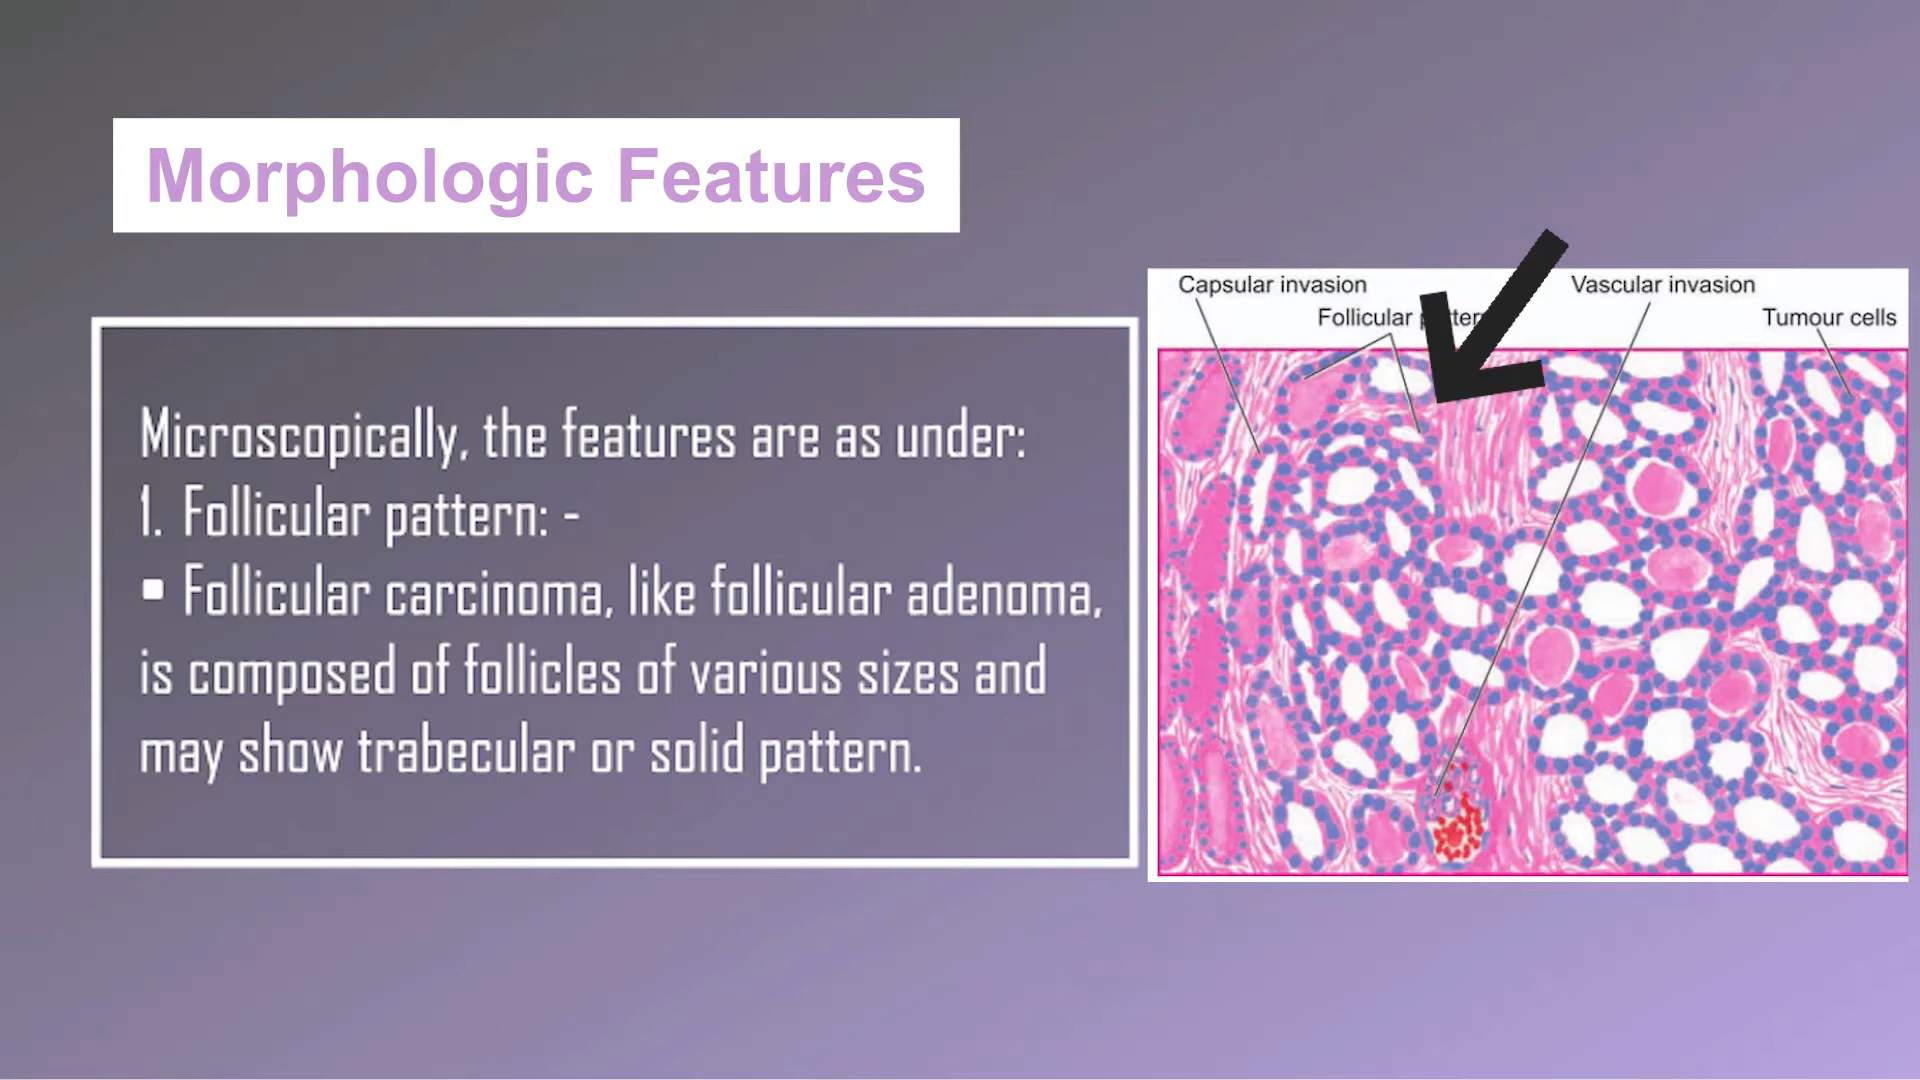 Morphologic Features
Microscopically, the features are as under:
1. Follicular pattern: -
▪ Follicular carcinoma, like follicular adenoma,
is composed of follicles of various sizes and
may show trabecular or solid pattern.
Capsular invasion
Vascular invasion
Follicular
Tumour cells